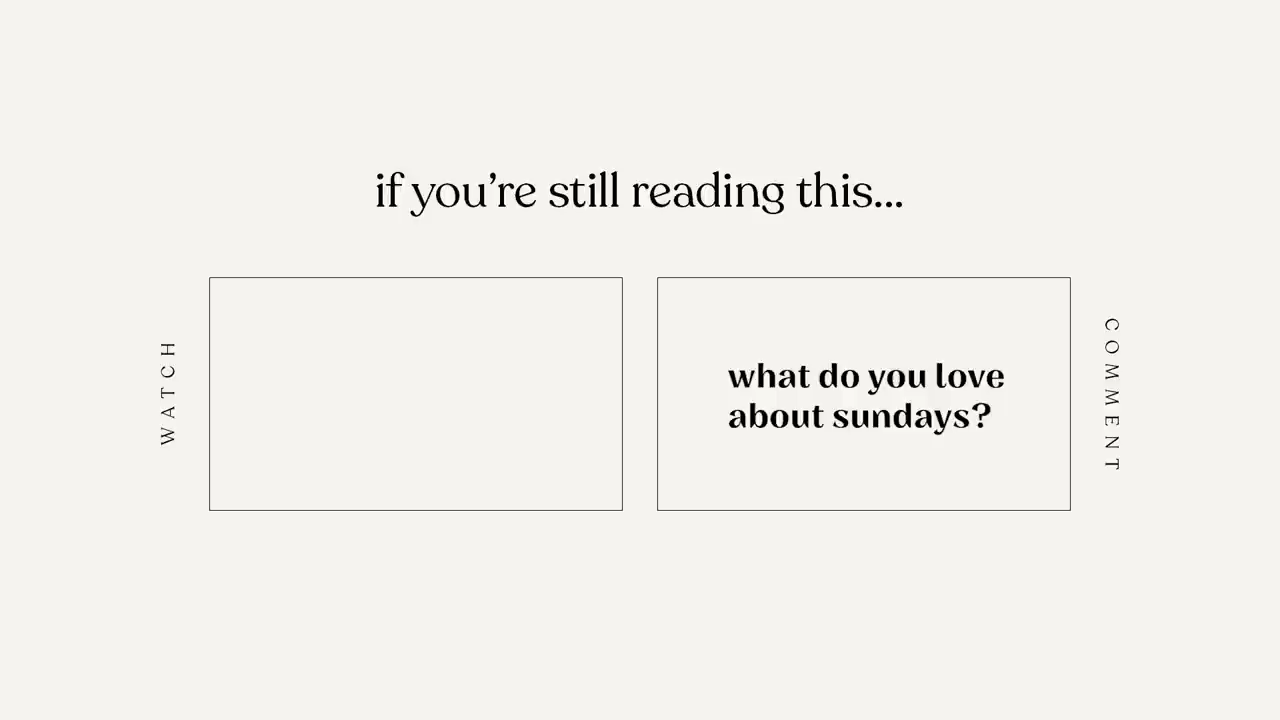 if you’re still reading this...
WATCH
what do you love
about sundays?
COMMENT